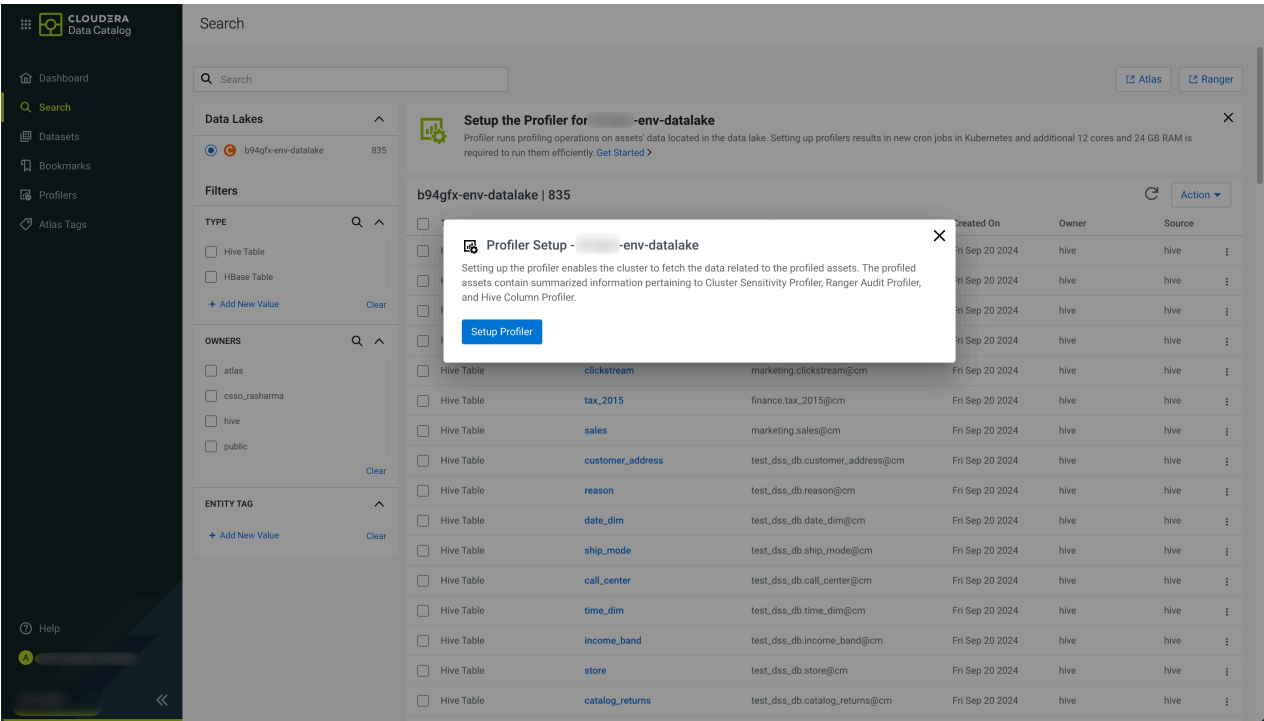 CLOUDERA
Data Catalog
Dashboard
Search
Datasets
Bookmarks
Profilers
Atlas Tags
Help
A
Search
Search
Atlas
Ranger
Data Lakes
b94gfx-env-datalake 835
Filters
TYPE
Hive Table
HBase Table
+ Add New Value Clear
OWNERS
atlas
csso_rasharma
hive
public
Clear
ENTITY TAG
+ Add New Value Clear
Setup the Profiler for -env-datalake
Profiler runs profiling operations on assets' data located in the data lake. Setting up profilers results in new cron jobs in Kubernetes and additional 12 cores and 24 GB RAM is
required to run them efficiently. Get Started >
b94gfx-env-datalake | 835
Action
Created On Owner Source
Fri Sep 20 2024 hive hive
Fri Sep 20 2024 hive hive
Fri Sep 20 2024 hive hive
Fri Sep 20 2024 hive hive
Profiler Setup - -env-datalake
Setting up the profiler enables the cluster to fetch the data related to the profiled assets. The profiled
assets contain summarized information pertaining to Cluster Sensitivity Profiler, Ranger Audit Profiler,
and Hive Column Profiler.
Setup Profiler
Hive Table clickstream marketing.clickstream@cm Fri Sep 20 2024 hive hive
Hive Table tax_2015 finance.tax_2015@cm Fri Sep 20 2024 hive hive
Hive Table sales marketing.sales@cm Fri Sep 20 2024 hive hive
Hive Table customer_address test_dss_db.customer_address@cm Fri Sep 20 2024 hive hive
Hive Table reason test_dss_db.reason@cm Fri Sep 20 2024 hive hive
Hive Table date_dim test_dss_db.date_dim@cm Fri Sep 20 2024 hive hive
Hive Table ship_mode test_dss_db.ship_mode@cm Fri Sep 20 2024 hive hive
Hive Table call_center test_dss_db.call_center@cm Fri Sep 20 2024 hive hive
Hive Table time_dim test_dss_db.time_dim@cm Fri Sep 20 2024 hive hive
Hive Table income_band test_dss_db.income_band@cm Fri Sep 20 2024 hive hive
Hive Table store test_dss_db.store@cm Fri Sep 20 2024 hive hive
Hive Table catalog_returns test_dss_db.catalog_returns@cm Fri Sep 20 2024 hive hive